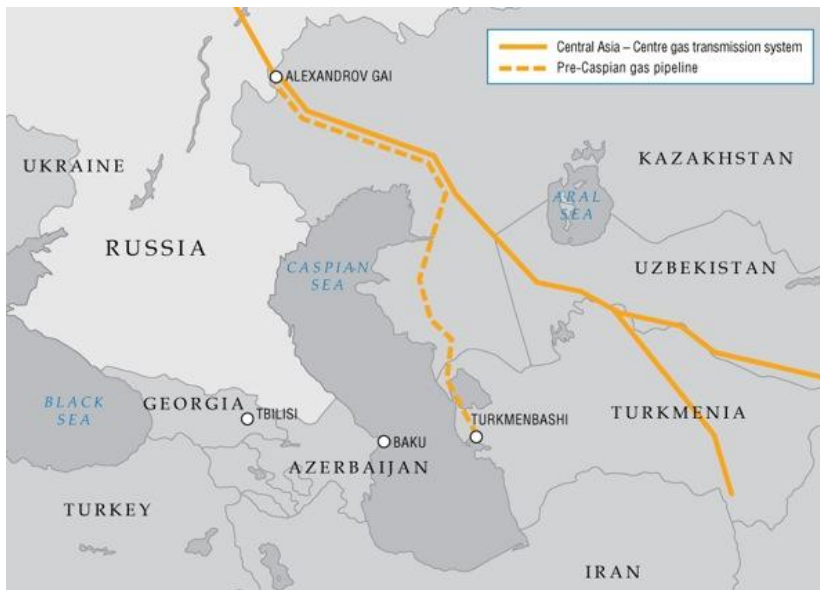 Central Asia – Centre gas transmission system
Pre-Caspian gas pipeline
ALEXANDROV GAI
UKRAINE
KAZAKHSTAN
ARAL
SEA
RUSSIA
CASPIAN
SEA
UZBEKISTAN
BLACK
SEA
GEORGIA
TBILISI
TURKMENBASHI
TURKMENIA
BAKU
AZERBAIJAN
TURKEY
IRAN